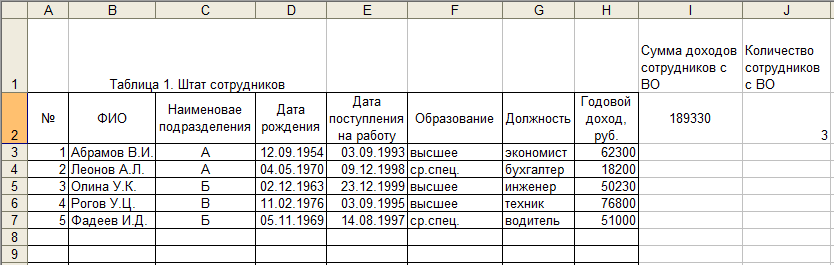 A B C D E F G H I J
1 Таблица 1. Штат сотрудников Сумма доходов сотрудников с ВО Количество сотрудников с ВО
2 № ФИО Наименовае подразделения Дата рождения Дата поступления на работу Образование Должность Годовой доход, руб. 189330 3
3 1 Абрамов В.И. А 12.09.1954 03.09.1993 высшее экономист 62300
4 2 Леонов А.Л. А 04.05.1970 09.12.1998 ср.спец. бухгалтер 18200
5 3 Олина У.К. Б 02.12.1963 23.12.1999 высшее инженер 50230
6 4 Рогов У.Ц. В 11.02.1976 03.09.1995 высшее техник 76800
7 5 Фадеев И.Д. Б 05.11.1969 14.08.1997 ср.спец. водитель 51000
8
9